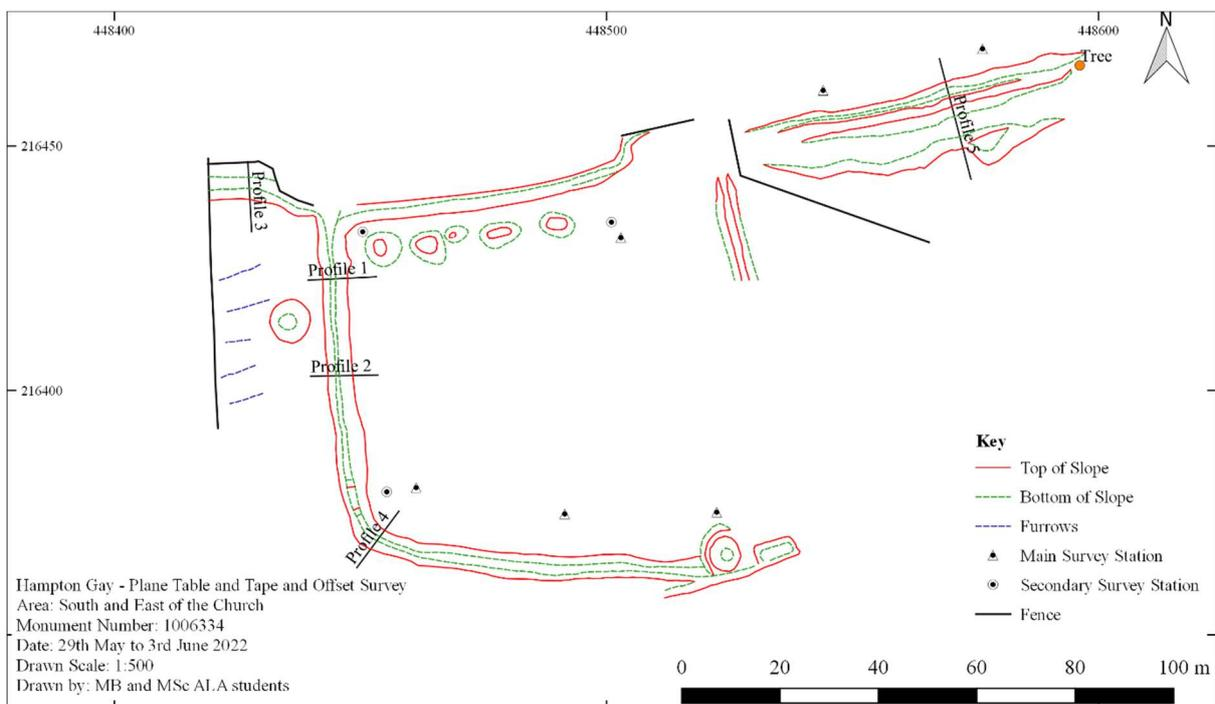 448400
448500
448600
N
Tree
216450
Profile 5
Profile 3
Profile 1
Profile 2
216400
Profile 4
Key
Top of Slope
Bottom of Slope
Furrows
Main Survey Station
Secondary Survey Station
Fence
Hampton Gay - Plane Table and Tape and Offset Survey
Area: South and East of the Church
Monument Number: 1006334
Date: 29th May to 3rd June 2022
Drawn Scale: 1:500
Drawn by: MB and MSc ALA students
0 20 40 60 80 100 m